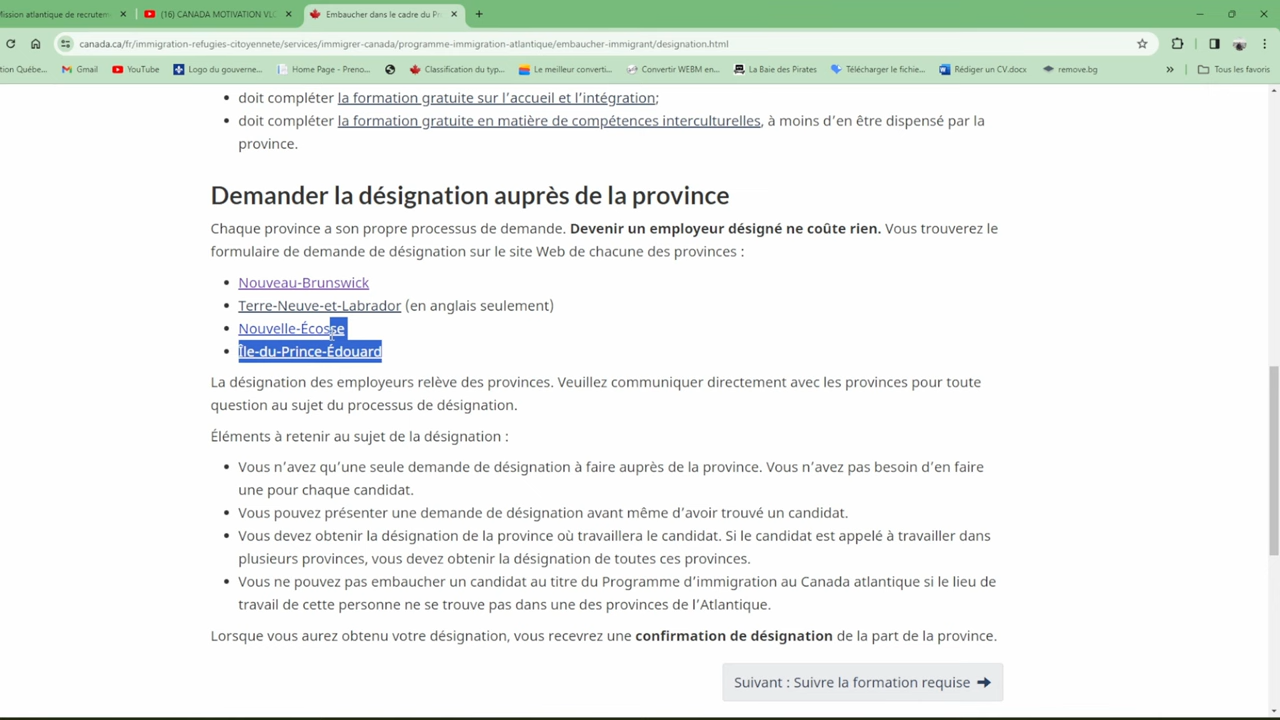 ission atlantique de recrutem
(16) CANADA MOTIVATION VLO
Embaucher dans le cadre du Pr
canada.ca/fr/immigration-refugies-citoyennete/services/immigrer-canada/programme-immigration-atlantique/embaucher-immigrant/designation.html
tion Québe...
Gmail
YouTube
Logo du gouverne...
Home Page - Preno...
Classification du typ...
Le meilleur converti...
Convertir WEBM en...
La Baie des Pirates
Télécharger le fichie...
Rédiger un CV.docx
remove.bg
»
Tous les favoris
• doit compléter la formation gratuite sur l’accueil et l’intégration;
• doit compléter la formation gratuite en matière de compétences interculturelles, à moins d’en être dispensé par la
province.
Demander la désignation auprès de la province
Chaque province a son propre processus de demande. Devenir un employeur désigné ne coûte rien. Vous trouverez le
formulaire de demande de désignation sur le site Web de chacune des provinces :
• Nouveau-Brunswick
• Terre-Neuve-et-Labrador (en anglais seulement)
• Nouvelle-Écosse
• Île-du-Prince-Édouard
La désignation des employeurs relève des provinces. Veuillez communiquer directement avec les provinces pour toute
question au sujet du processus de désignation.
Éléments à retenir au sujet de la désignation :
• Vous n’avez qu’une seule demande de désignation à faire auprès de la province. Vous n’avez pas besoin d’en faire
une pour chaque candidat.
• Vous pouvez présenter une demande de désignation avant même d’avoir trouvé un candidat.
• Vous devez obtenir la désignation de la province où travaillera le candidat. Si le candidat est appelé à travailler dans
plusieurs provinces, vous devez obtenir la désignation de toutes ces provinces.
• Vous ne pouvez pas embaucher un candidat au titre du Programme d’immigration au Canada atlantique si le lieu de
travail de cette personne ne se trouve pas dans une des provinces de l’Atlantique.
Lorsque vous aurez obtenu votre désignation, vous recevrez une confirmation de désignation de la part de la province.
Suivant : Suivre la formation requise